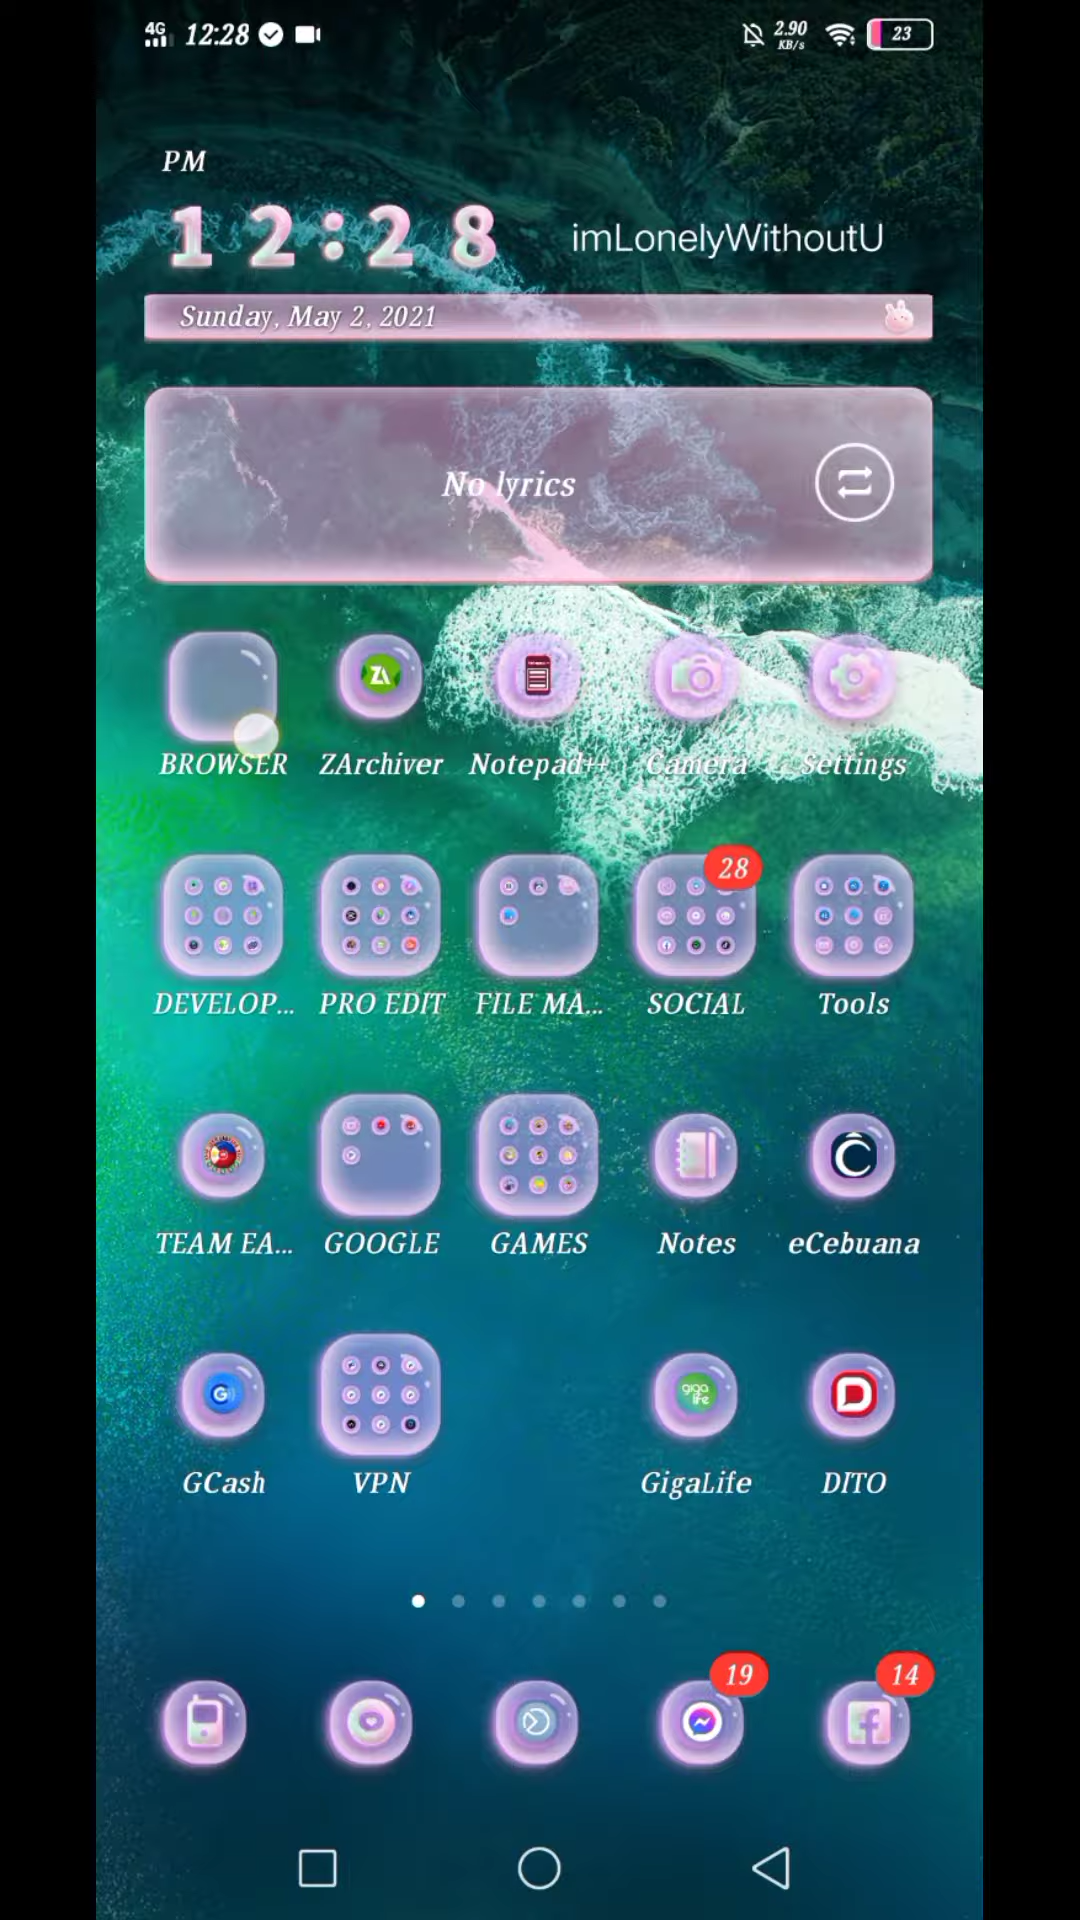 4G 12:28 2.90 KB/s 23
PM
12:28 imLonelyWithoutU
Sunday, May 2, 2021
No lyrics
BROWSER ZArchiver Notepad++ Camera Settings
28
DEVELOP... PRO EDIT FILE MA... SOCIAL Tools
TEAM EA... GOOGLE GAMES Notes eCebuana
giga life
GCash VPN GigaLife DITO
19 14